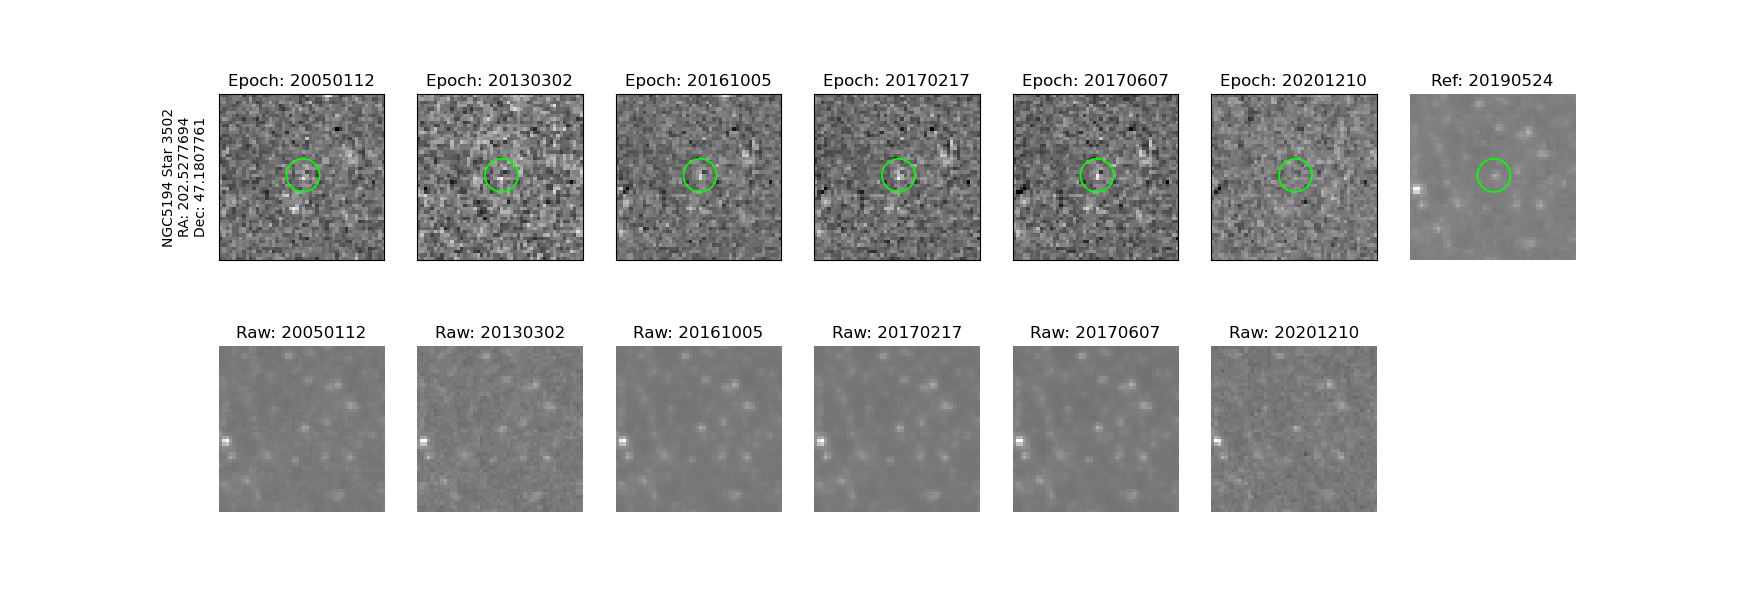 Epoch: 20050112
Epoch: 20130302
Epoch: 20161005
Epoch: 20170217
Epoch: 20170607
Epoch: 20201210
Ref: 20190524
NGC5194 Star 3502
RA: 202.5277694
Dec: 47.18077761
Raw: 20050112
Raw: 20130302
Raw: 20161005
Raw: 20170217
Raw: 20170607
Raw: 20201210